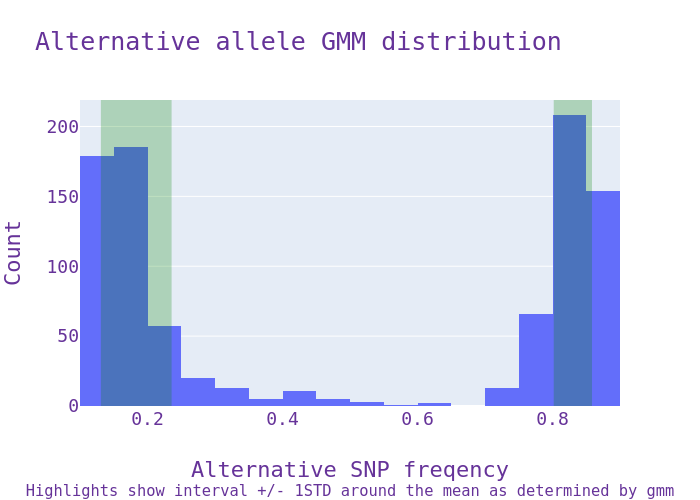 Alternative allele GMM distribution
200
150
100
50
0
Count
0.2
0.4
0.6
0.8
Alternative SNP freqency
Highlights show interval +/- 1STD around the mean as determined by gmm